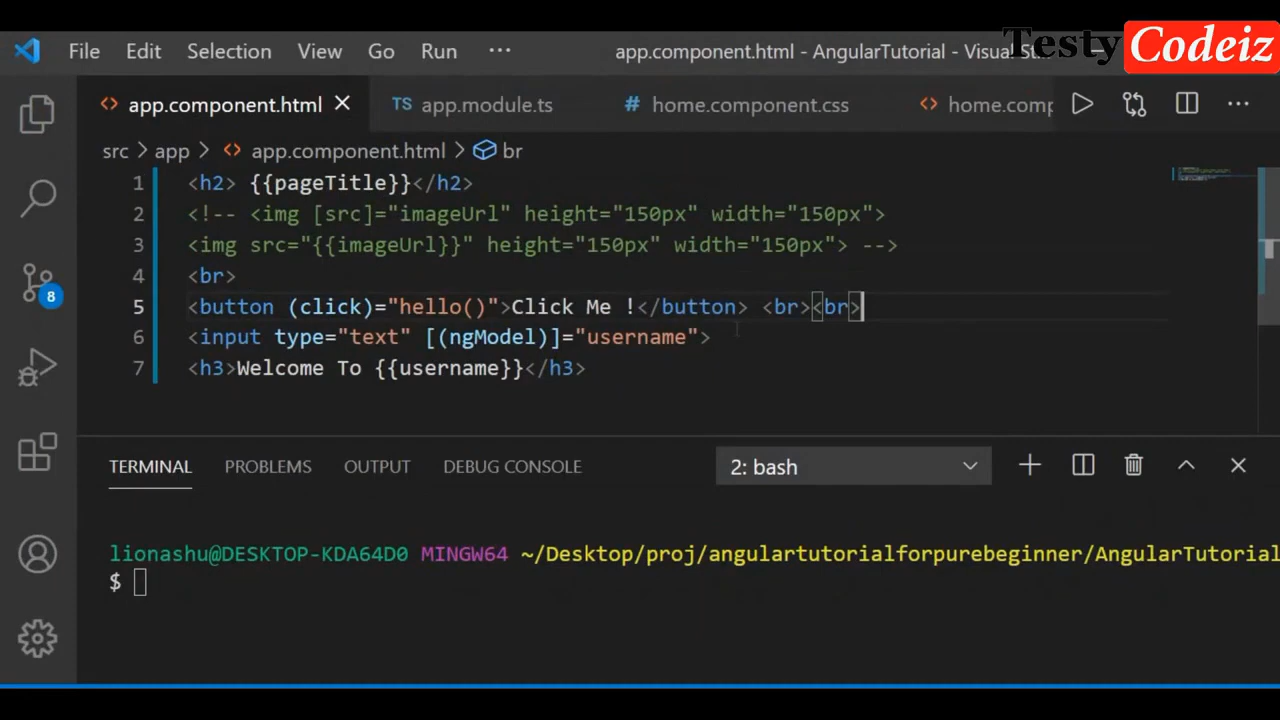 Testy Codeiz
File Edit Selection View Go Run ··· app.component.html - AngularTutorial - Visual St...
app.component.html TS app.module.ts # home.component.css home.comp
src > app > app.component.html > br
1 <h2> {{pageTitle}}</h2>
2 <!-- <img [src]="imageUrl" height="150px" width="150px">
3 <img src="{{imageUrl}}" height="150px" width="150px"> -->
4 <br>
5 <button (click)="hello()">Click Me !</button> <br><br>
6 <input type="text" [(ngModel)]="username">
7 <h3>Welcome To {{username}}</h3>
8
TERMINAL PROBLEMS OUTPUT DEBUG CONSOLE 2: bash
lionashu@DESKTOP-KDA64D0 MINGW64 ~/Desktop/proj/angulartutorialforpurebeginner/AngularTutorial
$